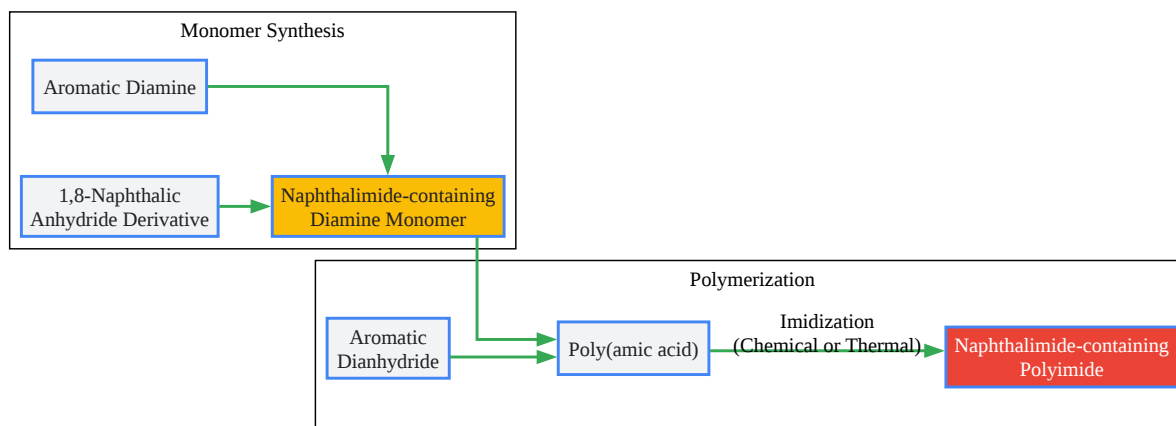 Monomer Synthesis
Aromatic Diamine
1,8-Naphthalic
Anhydride Derivative
Naphthalimide-containing
Diamine Monomer
Polymerization
Aromatic
Dianhydride
Poly(amic acid)
Imidization
(Chemical or Thermal)
Naphthalimide-containing
Polyimide